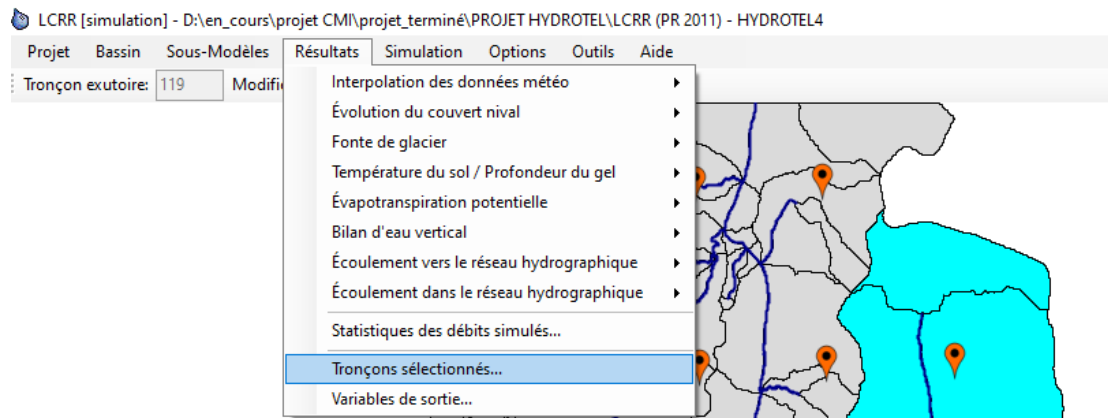 LCRR [simulation] - D:\en_cours\projet CMI\projet_terminé\PROJET HYDROTEL\LCRR (PR 2011) - HYDROTEL4
Projet Bassin Sous-Modèles Résultats Simulation Options Outils Aide
Tronçon exutoire: 119 Modifi
Interpolation des données météo
Évolution du couvert nival
Fonte de glacier
Température du sol / Profondeur du gel
Évapotranspiration potentielle
Bilan d'eau vertical
Écoulement vers le réseau hydrographique
Écoulement dans le réseau hydrographique
Statistiques des débits simulés...
Tronçons sélectionnés...
Variables de sortie...